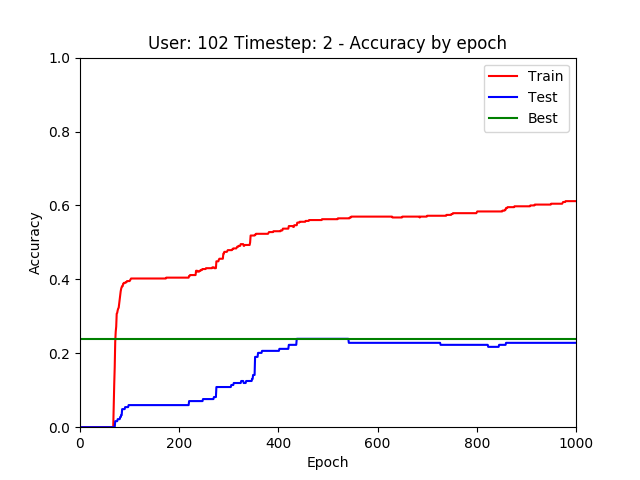 User: 102 Timestep: 2 - Accuracy by epoch
1.0
0.8
0.6
0.4
0.2
0.0
Accuracy
Train
Test
Best
0 200 400 600 800 1000
Epoch